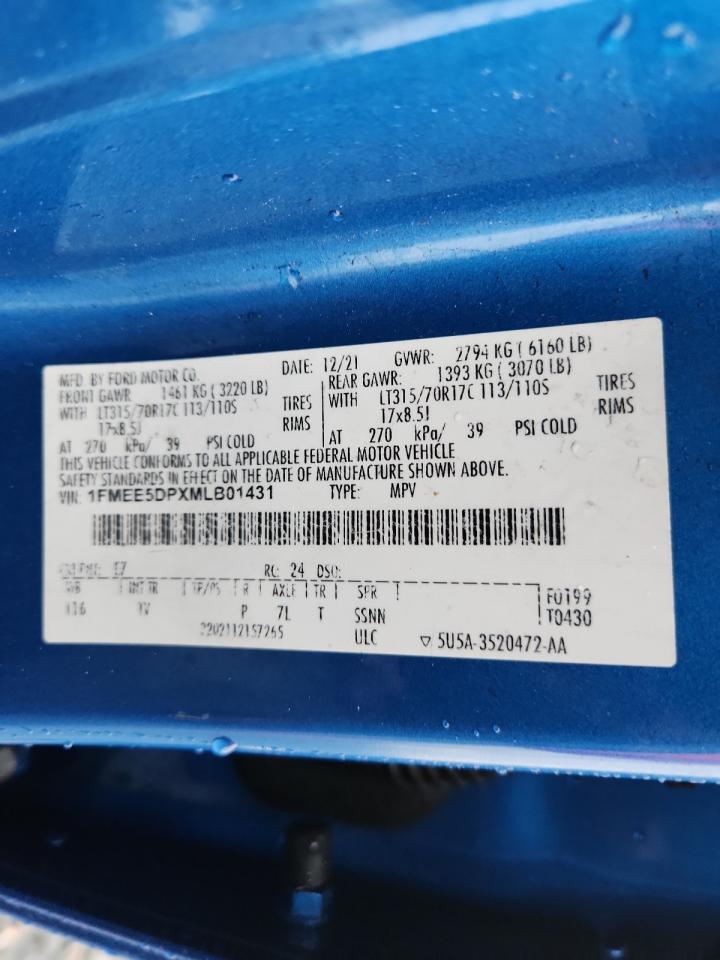 MFD. BY FORD MOTOR CO. DATE: 12/21 GVWR: 2794 KG ( 6160 LB)
FRONT GAWR 1461 KG ( 3220 LB) REAR GAWR: 1393 KG ( 3070 LB)
WITH LT315/70R17C 113/110S TIRES WITH LT315/70R17C 113/110S TIRES
17x8.5J RIMS 17x8.5J RIMS
AT 270 kPa/ 39 PSI COLD AT 270 kPa/ 39 PSI COLD
THIS VEHICLE CONFORMS TO ALL APPLICABLE FEDERAL MOTOR VEHICLE
SAFETY STANDARDS IN EFFECT ON THE DATE OF MANUFACTURE SHOWN ABOVE.
VIN: 1FMEE5DPXMLB01431 TYPE: MPV
E7 RC: 24 DSO:
WB INT TR TP/PS R AXLE TR SPR F0199
116 P 7L T SSNN T0430
ULC ▽ 5U5A-3520472-AA